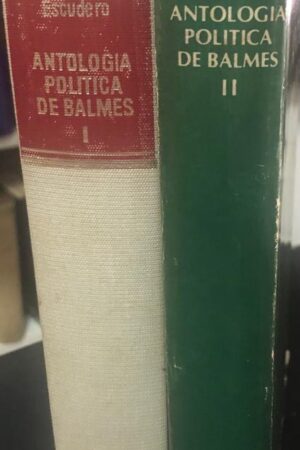 Escudero
ANTOLOGIA
POLITICA
DE BALMES
I
ANTOLOGIA
POLITICA
DE BALMES
II